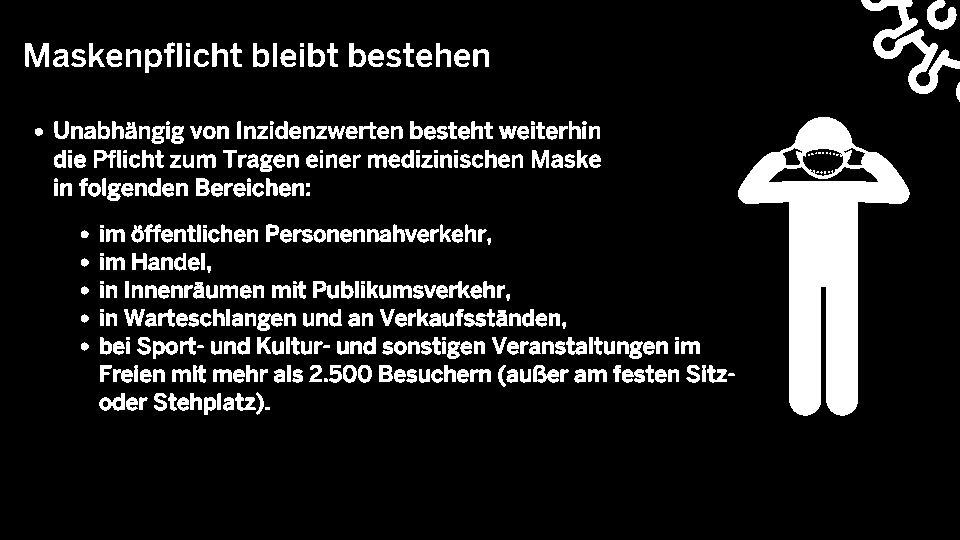 Maskenpflicht bleibt bestehen
• Unabhängig von Inzidenzwerten besteht weiterhin
die Pflicht zum Tragen einer medizinischen Maske
in folgenden Bereichen:
• im öffentlichen Personennahverkehr,
• im Handel,
• in Innenräumen mit Publikumsverkehr,
• in Warteschlangen und an Verkaufsständen,
• bei Sport- und Kultur- und sonstigen Veranstaltungen im
Freien mit mehr als 2.500 Besuchern (außer am festen Sitz-
oder Stehplatz).